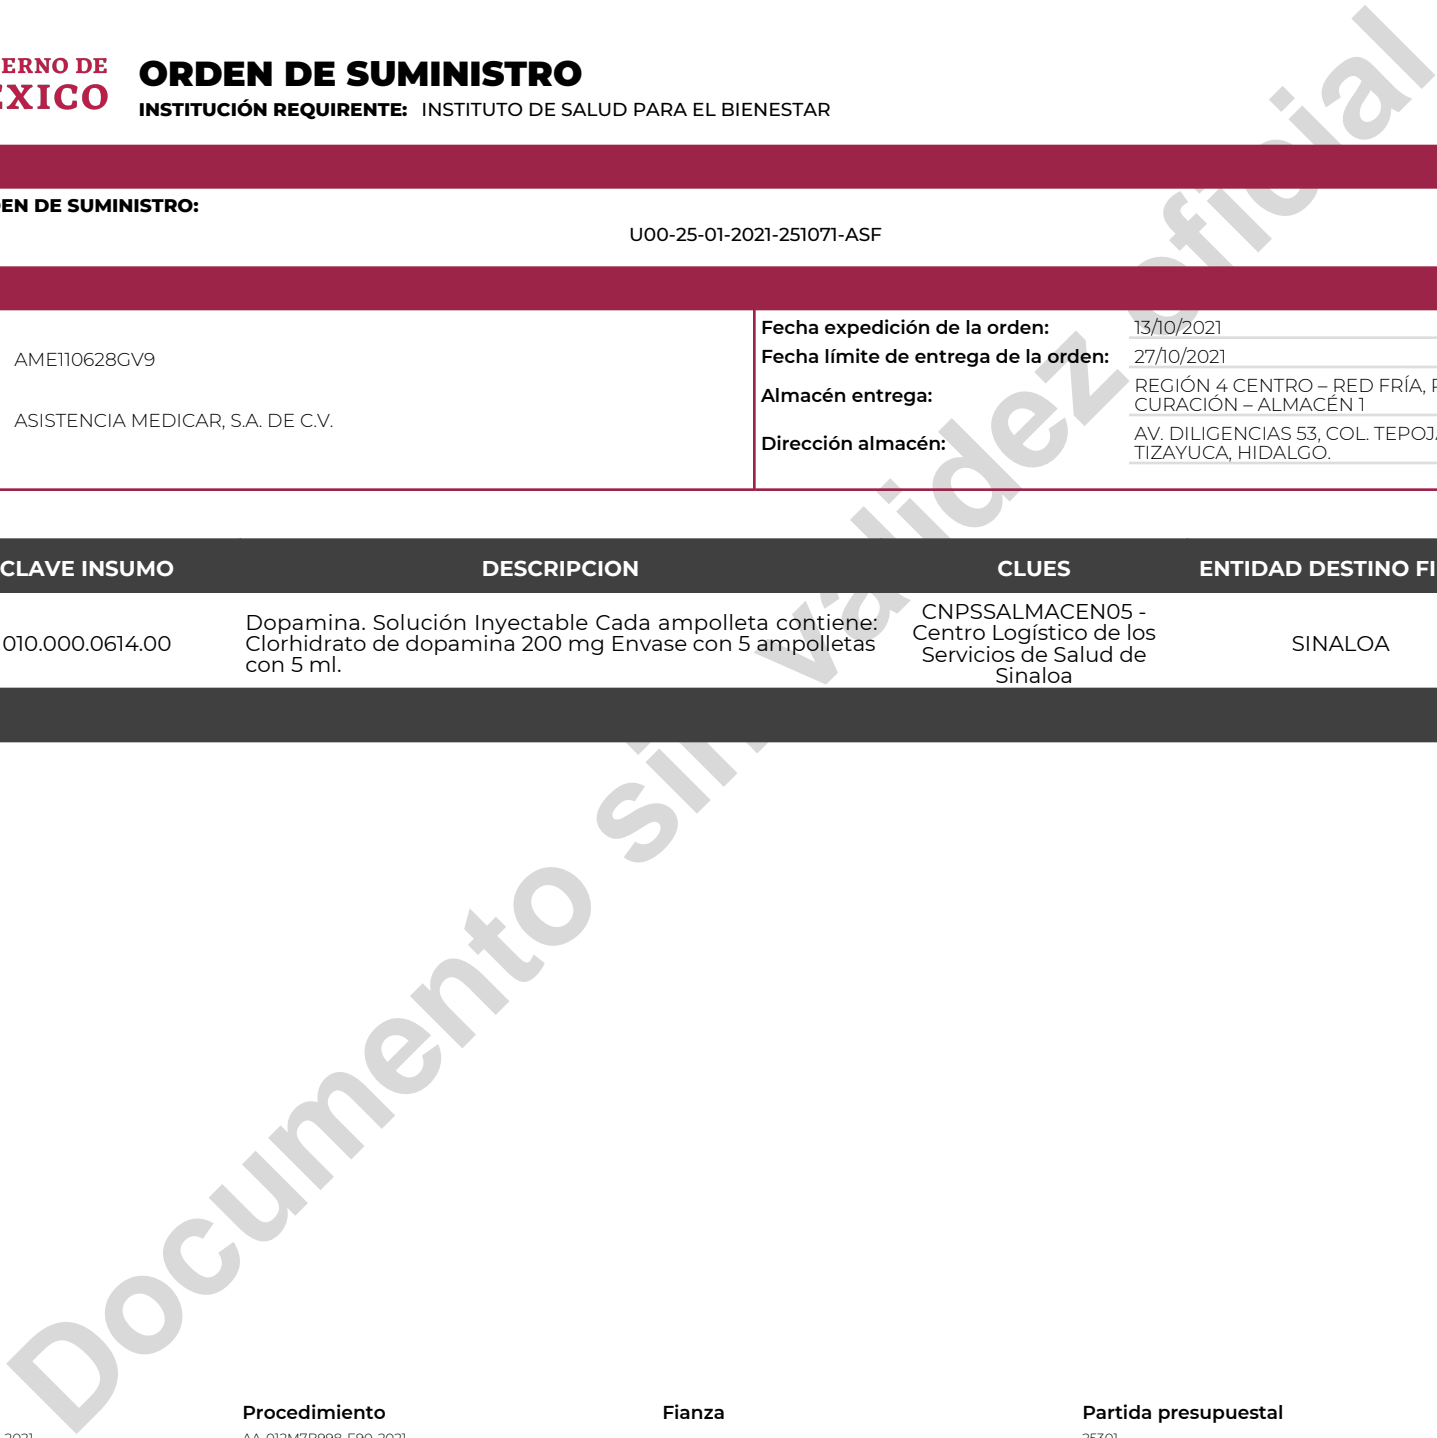 ERNO DE
ORDEN DE SUMINISTRO
INSTITUCIÓN REQUIRENTE: INSTITUTO DE SALUD PARA EL BIENESTAR
EN DE SUMINISTRO:
U00-25-01-2021-251071-ASF
AME110628GV9
ASISTENCIA MEDICAR, S.A. DE C.V.
Fecha expedición de la orden: 13/10/2021
Fecha límite de entrega de la orden: 27/10/2021
Almacén entrega: REGIÓN 4 CENTRO – RED FRÍA,
CURACIÓN – ALMACÉN 1
Dirección almacén: AV. DILIGENCIAS 53, COL. TEPOJ
TIZAYUCA, HIDALGO.
CLAVE INSUMO DESCRIPCION CLUES ENTIDAD DESTINO FI
010.000.0614.00
Dopamina. Solución Inyectable Cada ampolleta contiene:
Clorhidrato de dopamina 200 mg Envase con 5 ampolletas
con 5 ml.
CNPSSALMACEN05 -
Centro Logístico de los
Servicios de Salud de
Sinaloa
SINALOA
Documento sin validez oficial
Procedimiento Fianza Partida presupuestal